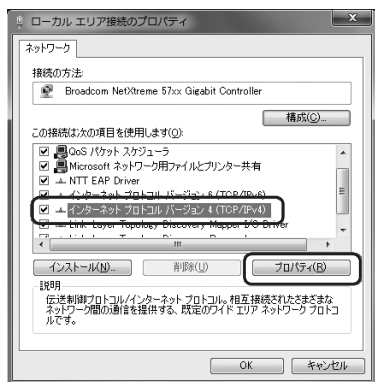 ローカル エリア接続のプロパティ
ネットワーク
接続の方法:
Broadcom NetXtreme 57xx Gigabit Controller
構成(C)...
この接続は次の項目を使用します(O):
QoS パケット スケジューラ
Microsoft ネットワーク用ファイルとプリンター共有
NTT EAP Driver
インターネット プロトコル バージョン 6 (TCP/IPv6)
インターネット プロトコル バージョン 4 (TCP/IPv4)
Link-Layer Topology Discovery Mapper I/O Driver
インストール(N)...
削除(U)
プロパティ(R)
説明
伝送制御プロトコル/インターネット プロトコル。相互接続されたさまざまな
ネットワーク間の通信を提供する、既定のワイド エリア ネットワーク プロトコ
ルです。
OK
キャンセル